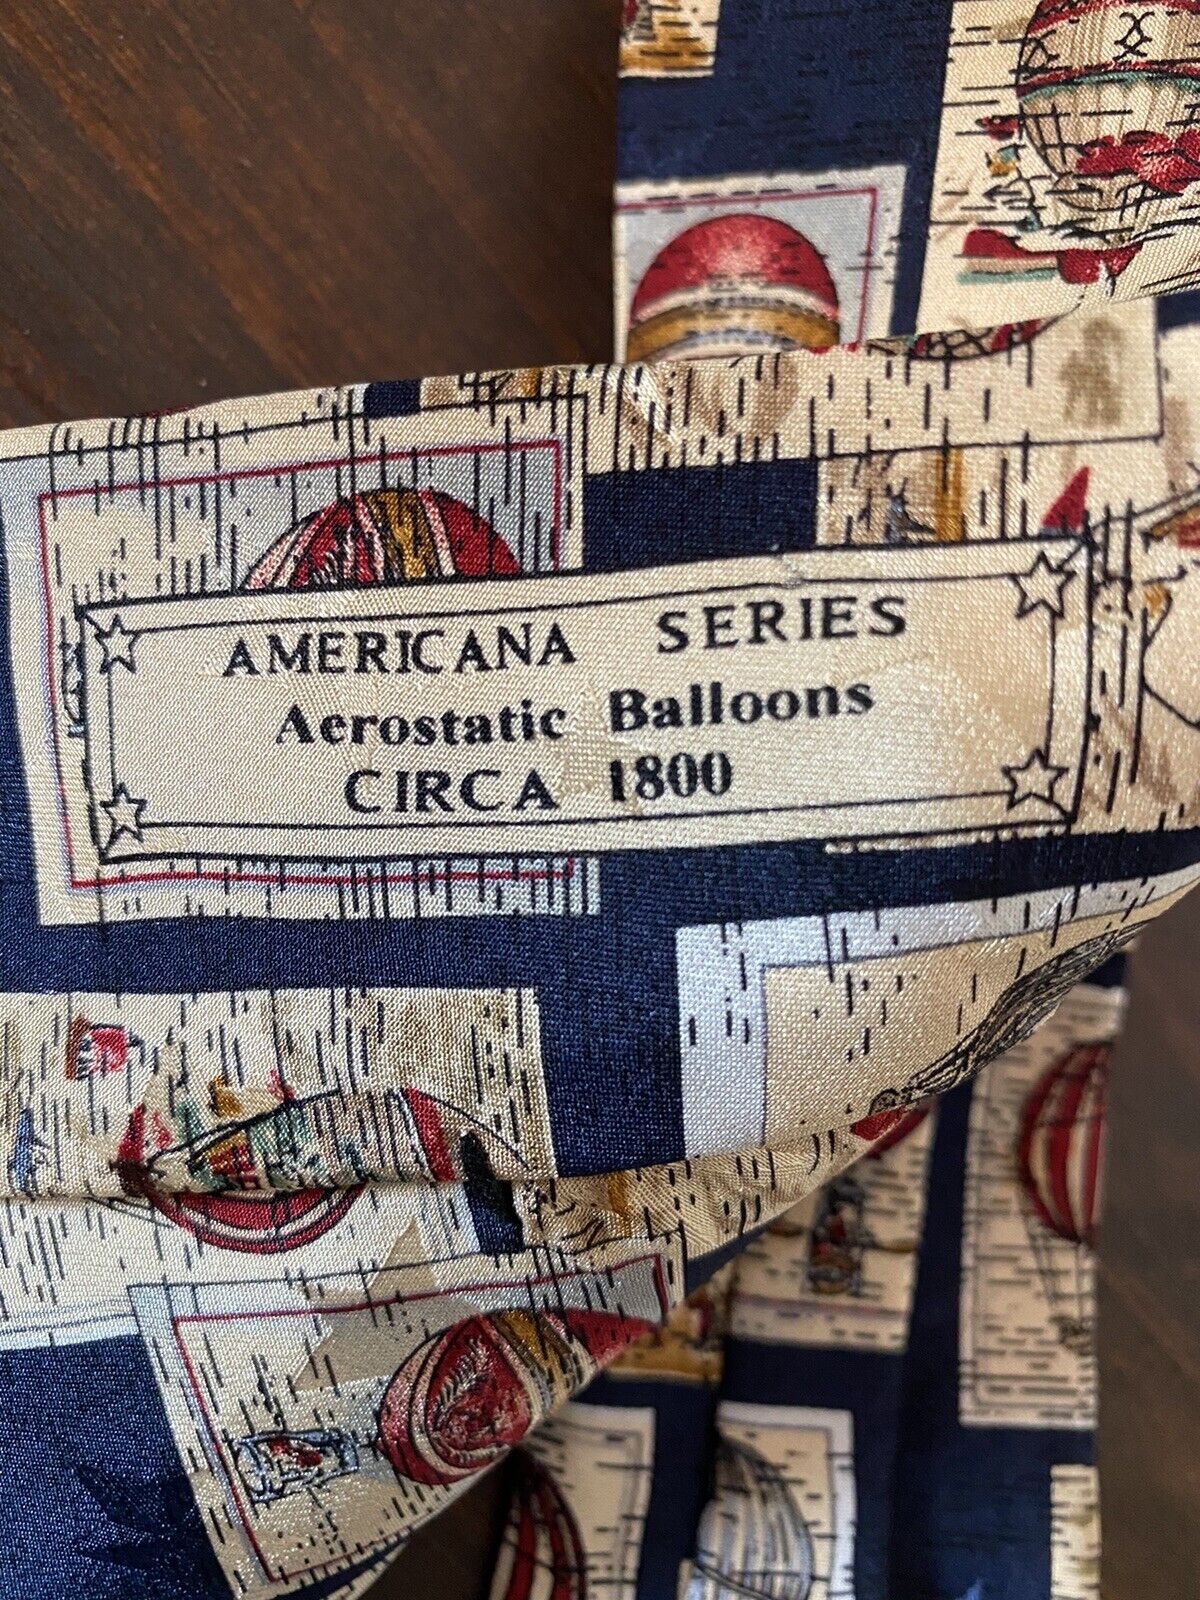 AMERICANA SERIES
Aerostatic Balloons
CIRCA 1800